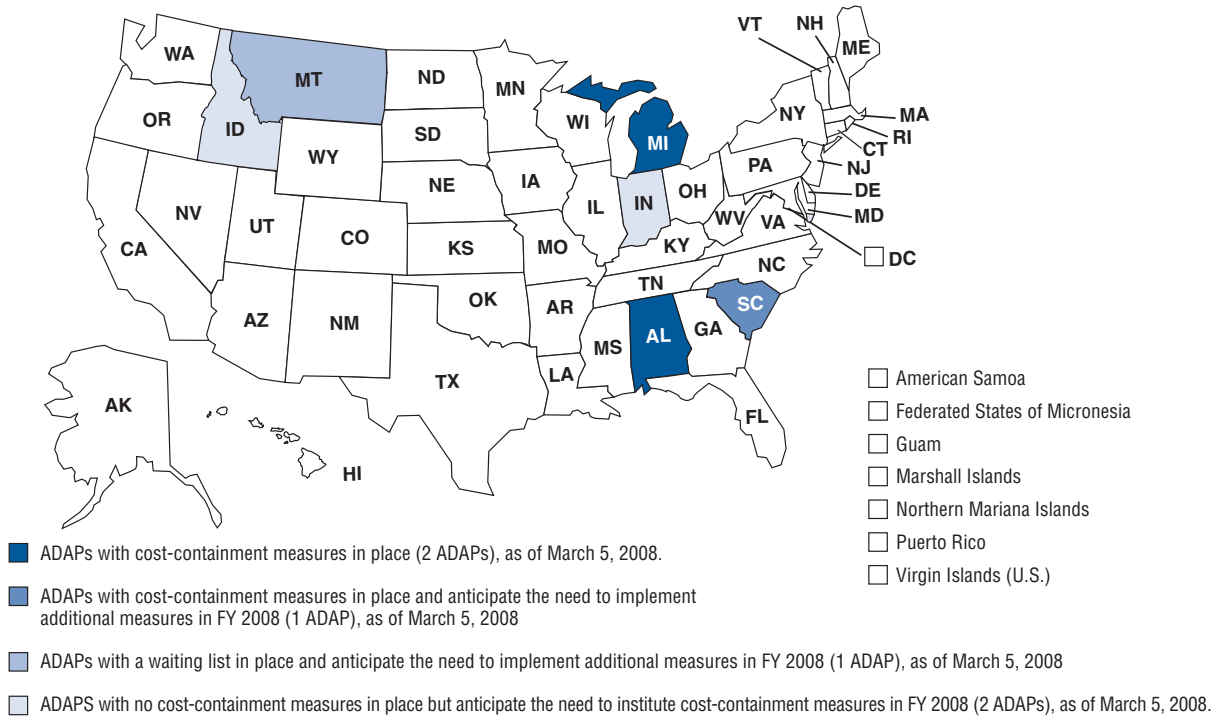 VT
NH
ME
WA
MT
ND
MN
OR
ID
SD
WI
MI
NY
MA
RI
CT
WY
NE
IA
IL
IN
OH
PA
NJ
DE
MD
NV
UT
CO
KS
MO
KY
WV
VA
DC
CA
AZ
NM
OK
AR
TN
NC
SC
MS
AL
GA
TX
LA
FL
AK
HI
American Samoa
Federated States of Micronesia
Guam
Marshall Islands
Northern Mariana Islands
Puerto Rico
Virgin Islands (U.S.)
ADAPs with cost-containment measures in place (2 ADAPs), as of March 5, 2008.
ADAPs with cost-containment measures in place and anticipate the need to implement
additional measures in FY 2008 (1 ADAP), as of March 5, 2008
ADAPs with a waiting list in place and anticipate the need to implement additional measures in FY 2008 (1 ADAP), as of March 5, 2008
ADAPS with no cost-containment measures in place but anticipate the need to institute cost-containment measures in FY 2008 (2 ADAPs), as of March 5, 2008.